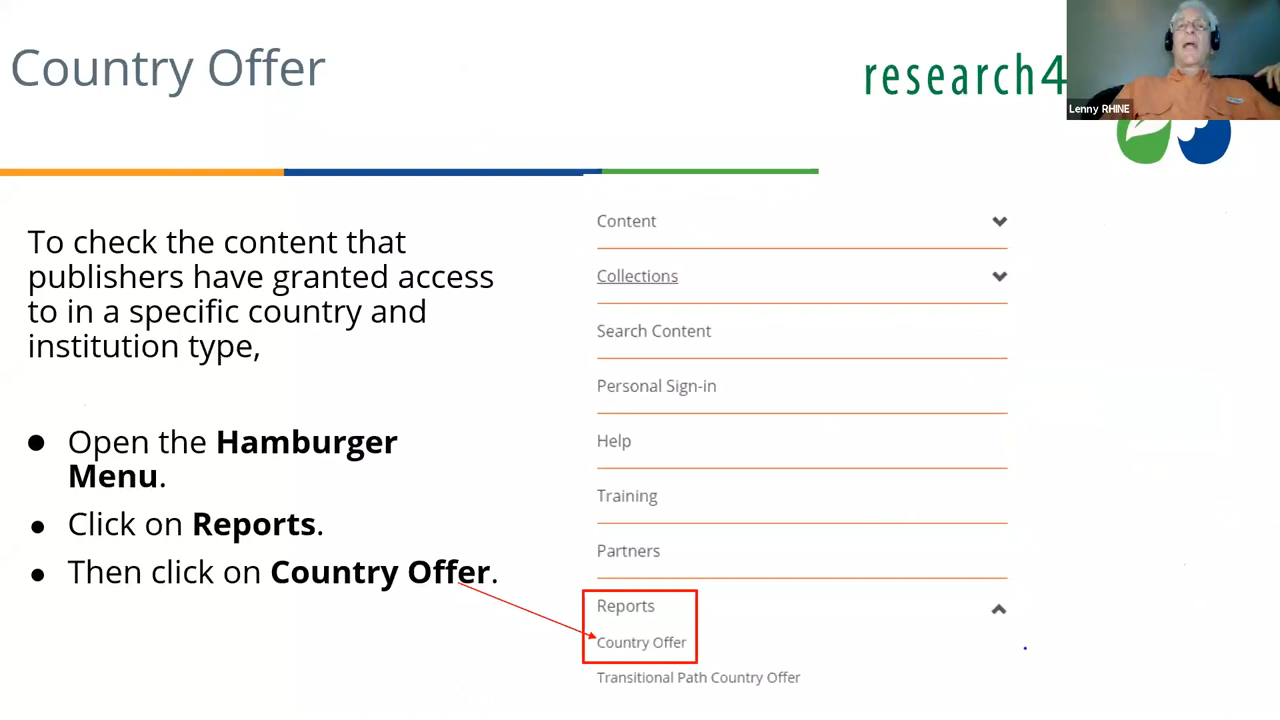 Country Offer
research4
Lenny RHINE
To check the content that
publishers have granted access
to in a specific country and
institution type,
● Open the Hamburger
Menu.
● Click on Reports.
● Then click on Country Offer.
Content
Collections
Search Content
Personal Sign-in
Help
Training
Partners
Reports
Country Offer
Transitional Path Country Offer